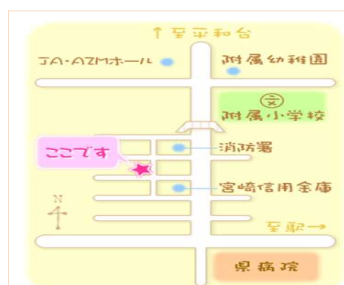 ↑至平和台
JA・AZMホール
附属幼稚園
文
附属小学校
ここです
消防署
宮崎信用金庫
N
至駅→
県病院